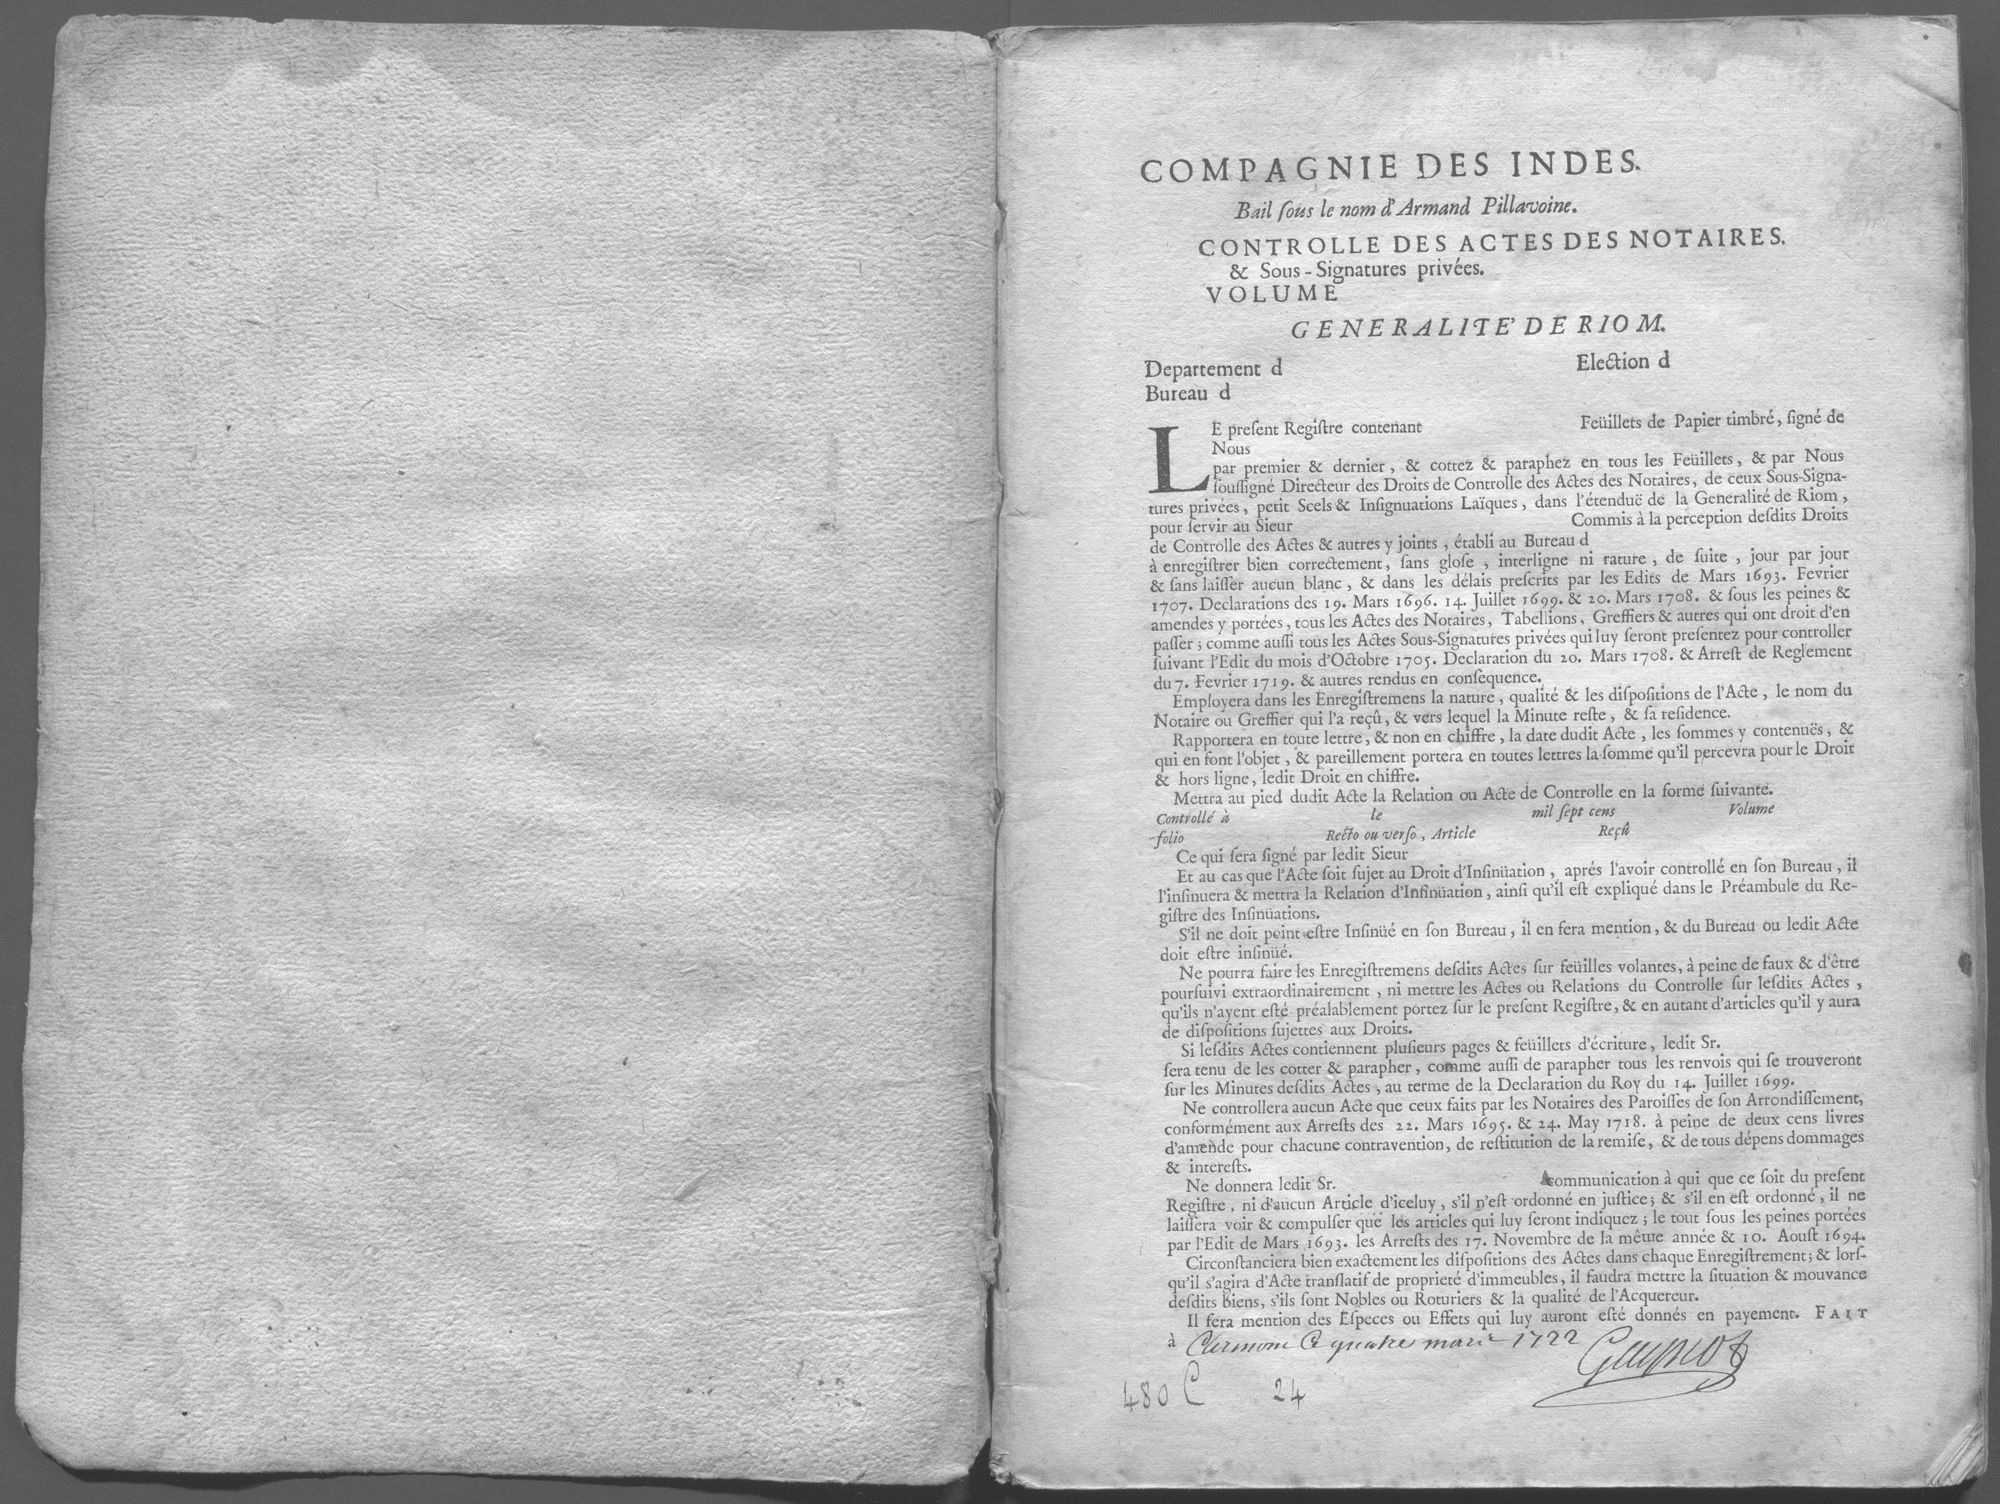 COMPAGNIE DES INDES.
Bail ſous le nom d'Armand Pillavoine.
CONTROLLE DES ACTES DES NOTAIRES.
& Sous-Signatures privées.
VOLUME
GENERALITE' DE RIOM.
Departement d Election d
Bureau d
LE preſent Regiſtre contenant Feüillets de Papier timbré, ſigné de
Nous
par premier & dernier, & cottez & paraphez en tous les Feüillets, & par Nous
ſouſſigné Directeur des Droits de Controlle des Actes des Notaires, de ceux Sous-Signa-
tures privées, petit Scels & Inſignuations Laïques, dans l'étenduë de la Generalité de Riom,
pour ſervir au Sieur Commis à la perception deſdits Droits
de Controlle des Actes & autres y joints, établi au Bureau d
à enregiſtrer bien correctement, ſans gloſe, interligne ni rature, de ſuite, jour par jour
& ſans laiſſer aucun blanc, & dans les délais preſcrits par les Edits de Mars 1693. Fevrier
1707. Declarations des 19. Mars 1696. 14. Juillet 1699. & 20. Mars 1708. & ſous les peines &
amendes y portées, tous les Actes des Notaires, Tabellions, Greffiers & autres qui ont droit d'en
paſſer; comme auſſi tous les Actes Sous-Signatures privées qui luy ſeront preſentez pour controller
ſuivant l'Edit du mois d'Octobre 1705. Declaration du 20. Mars 1708. & Arreſt de Reglement
du 7. Fevrier 1719. & autres rendus en conſequence.
Employera dans les Enregiſtremens la nature, qualité & les diſpoſitions de l'Acte, le nom du
Notaire ou Greffier qui l'a reçû, & vers lequel la Minute reſte, & ſa reſidence.
Rapportera en toute lettre, & non en chiffre, la date dudit Acte, les ſommes y contenuës, &
qui en font l'objet, & pareillement portera en toutes lettres la ſomme qu'il percevra pour le Droit
& hors ligne, ledit Droit en chiffre.
Mettra au pied dudit Acte la Relation ou Acte de Controlle en la forme ſuivante.
Controllé à le mil ſept cens Volume
folio Recto ou verſo, Article Reçû
Ce qui ſera ſigné par ledit Sieur
Et au cas que l'Acte ſoit ſujet au Droit d'Inſinüation, aprés l'avoir controllé en ſon Bureau, il
l'inſinuera & mettra la Relation d'Inſinüation, ainſi qu'il eſt expliqué dans le Préambule du Re-
giſtre des Inſinüations.
S'il ne doit point eſtre Inſinüé en ſon Bureau, il en fera mention, & du Bureau ou ledit Acte
doit eſtre inſinüé.
Ne pourra faire les Enregiſtremens deſdits Actes ſur feüilles volantes, à peine de faux & d'être
pourſuivi extraordinairement, ni mettre les Actes ou Relations du Controlle ſur leſdits Actes,
qu'ils n'ayent eſté préalablement portez ſur le preſent Regiſtre, & en autant d'articles qu'il y aura
de diſpoſitions ſujettes aux Droits.
Si leſdits Actes contiennent pluſieurs pages & feüillets d'écriture, ledit Sr.
ſera tenu de les cotter & parapher, comme auſſi de parapher tous les renvois qui ſe trouveront
ſur les Minutes deſdits Actes, au terme de la Declaration du Roy du 14. Juillet 1699.
Ne controllera aucun Acte que ceux faits par les Notaires des Paroiſſes de ſon Arrondiſſement,
conformément aux Arreſts des 22. Mars 1695. & 24. May 1718. à peine de deux cens livres
d'amende pour chacune contravention, de reſtitution de la remiſe, & de tous dépens dommages
& intereſts.
Ne donnera ledit Sr. communication à qui que ce ſoit du preſent
Regiſtre, ni d'aucun Article d'iceluy, s'il n'eſt ordonné en juſtice; & s'il en eſt ordonné, il ne
laiſſera voir & compulſer que les articles qui luy ſeront indiquez; le tout ſous les peines portées
par l'Edit de Mars 1693. les Arreſts des 17. Novembre de la même année & 10. Aouſt 1694.
Circonſtanciera bien exactement les diſpoſitions des Actes dans chaque Enregiſtrement; & lorſ-
qu'il s'agira d'Acte tranſlatif de proprieté d'immeubles, il faudra mettre la ſituation & mouvance
deſdits biens, s'ils ſont Nobles ou Roturiers & la qualité de l'Acquereur.
Il fera mention des Eſpeces ou Effets qui luy auront eſté donnés en payement. FAIT
à Clermont Ce quatre 1722
480 C 24